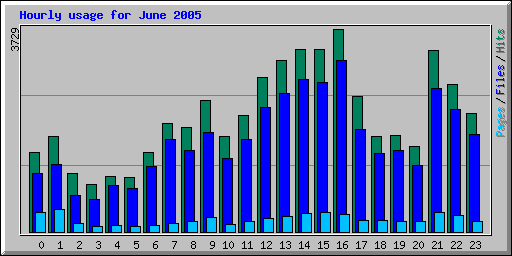 Hourly usage for June 2005
3729
Pages/Files/Hits
0 1 2 3 4 5 6 7 8 9 10 11 12 13 14 15 16 17 18 19 20 21 22 23